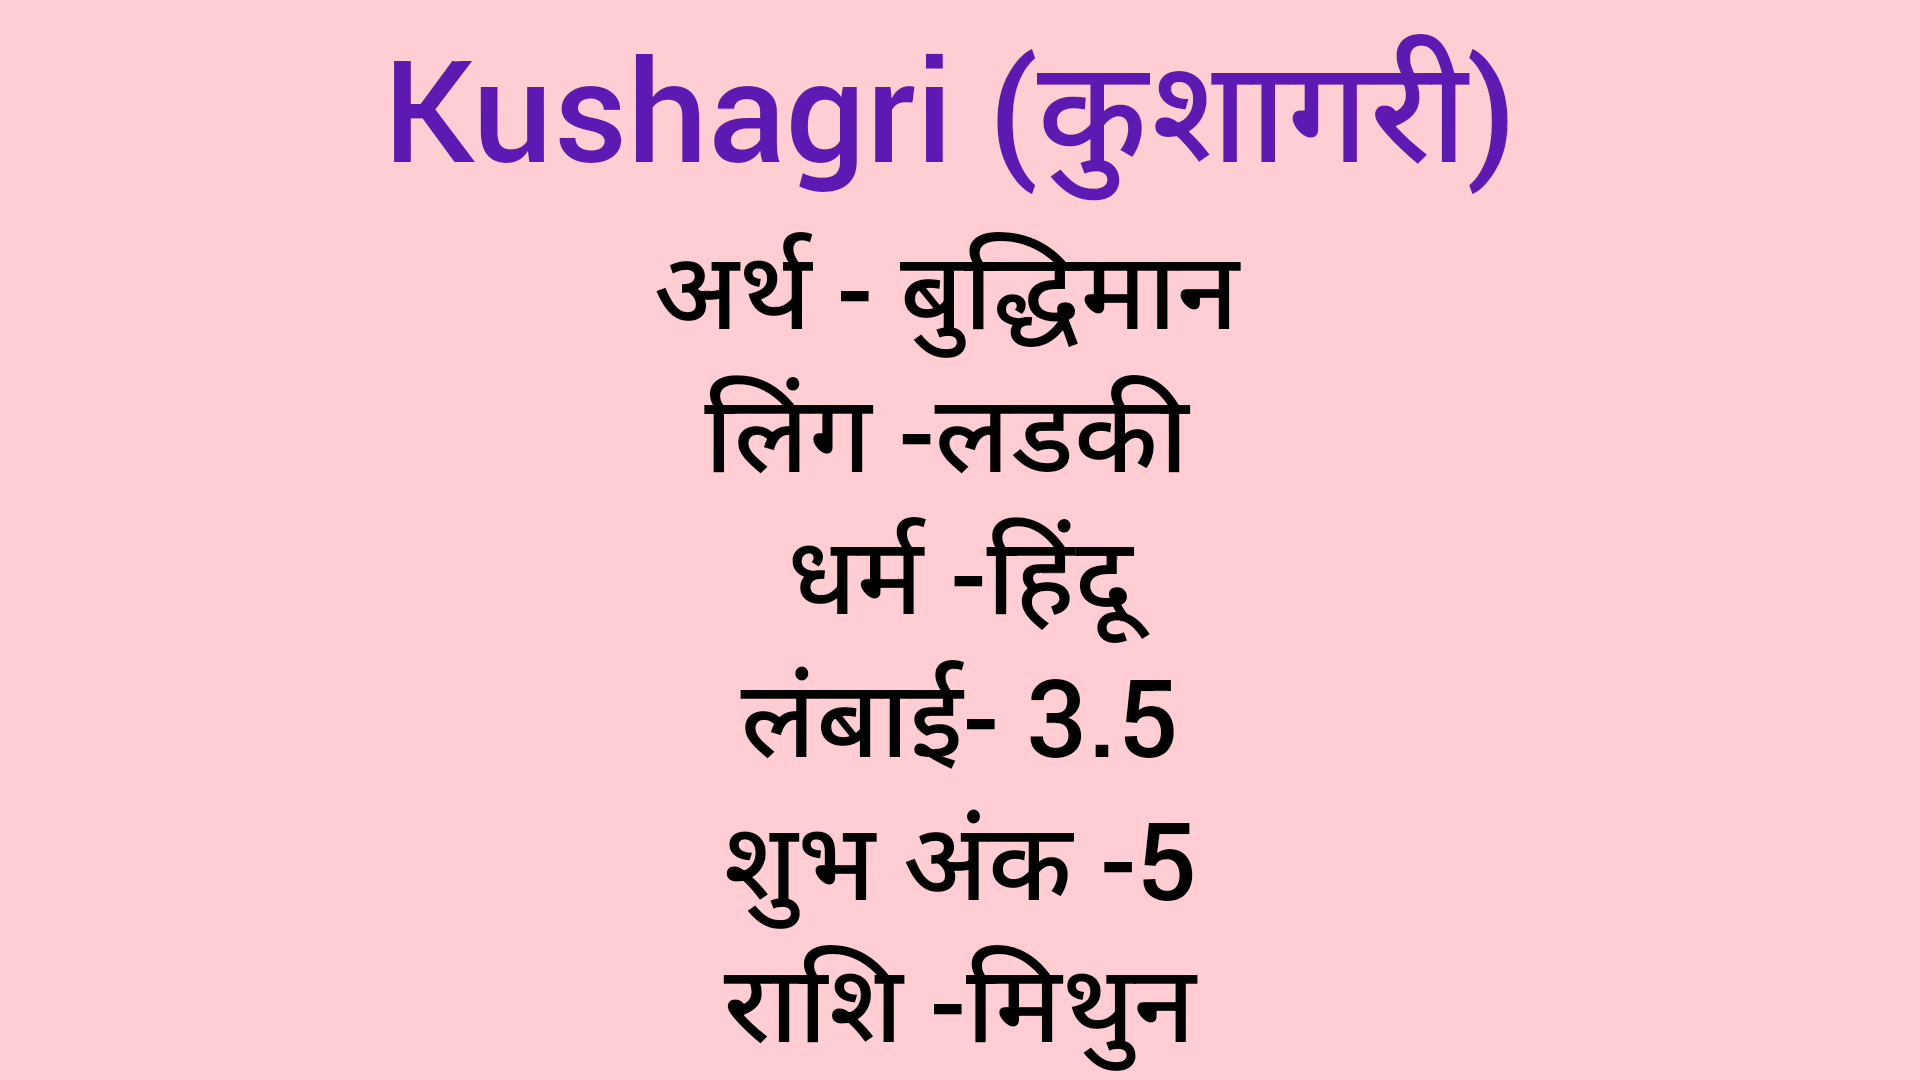 Kushagri (कुशागरी)
अर्थ - बुद्धिमान
लिंग -लडकी
धर्म -हिंदू
लंबाई- 3.5
शुभ अंक -5
राशि -मिथुन